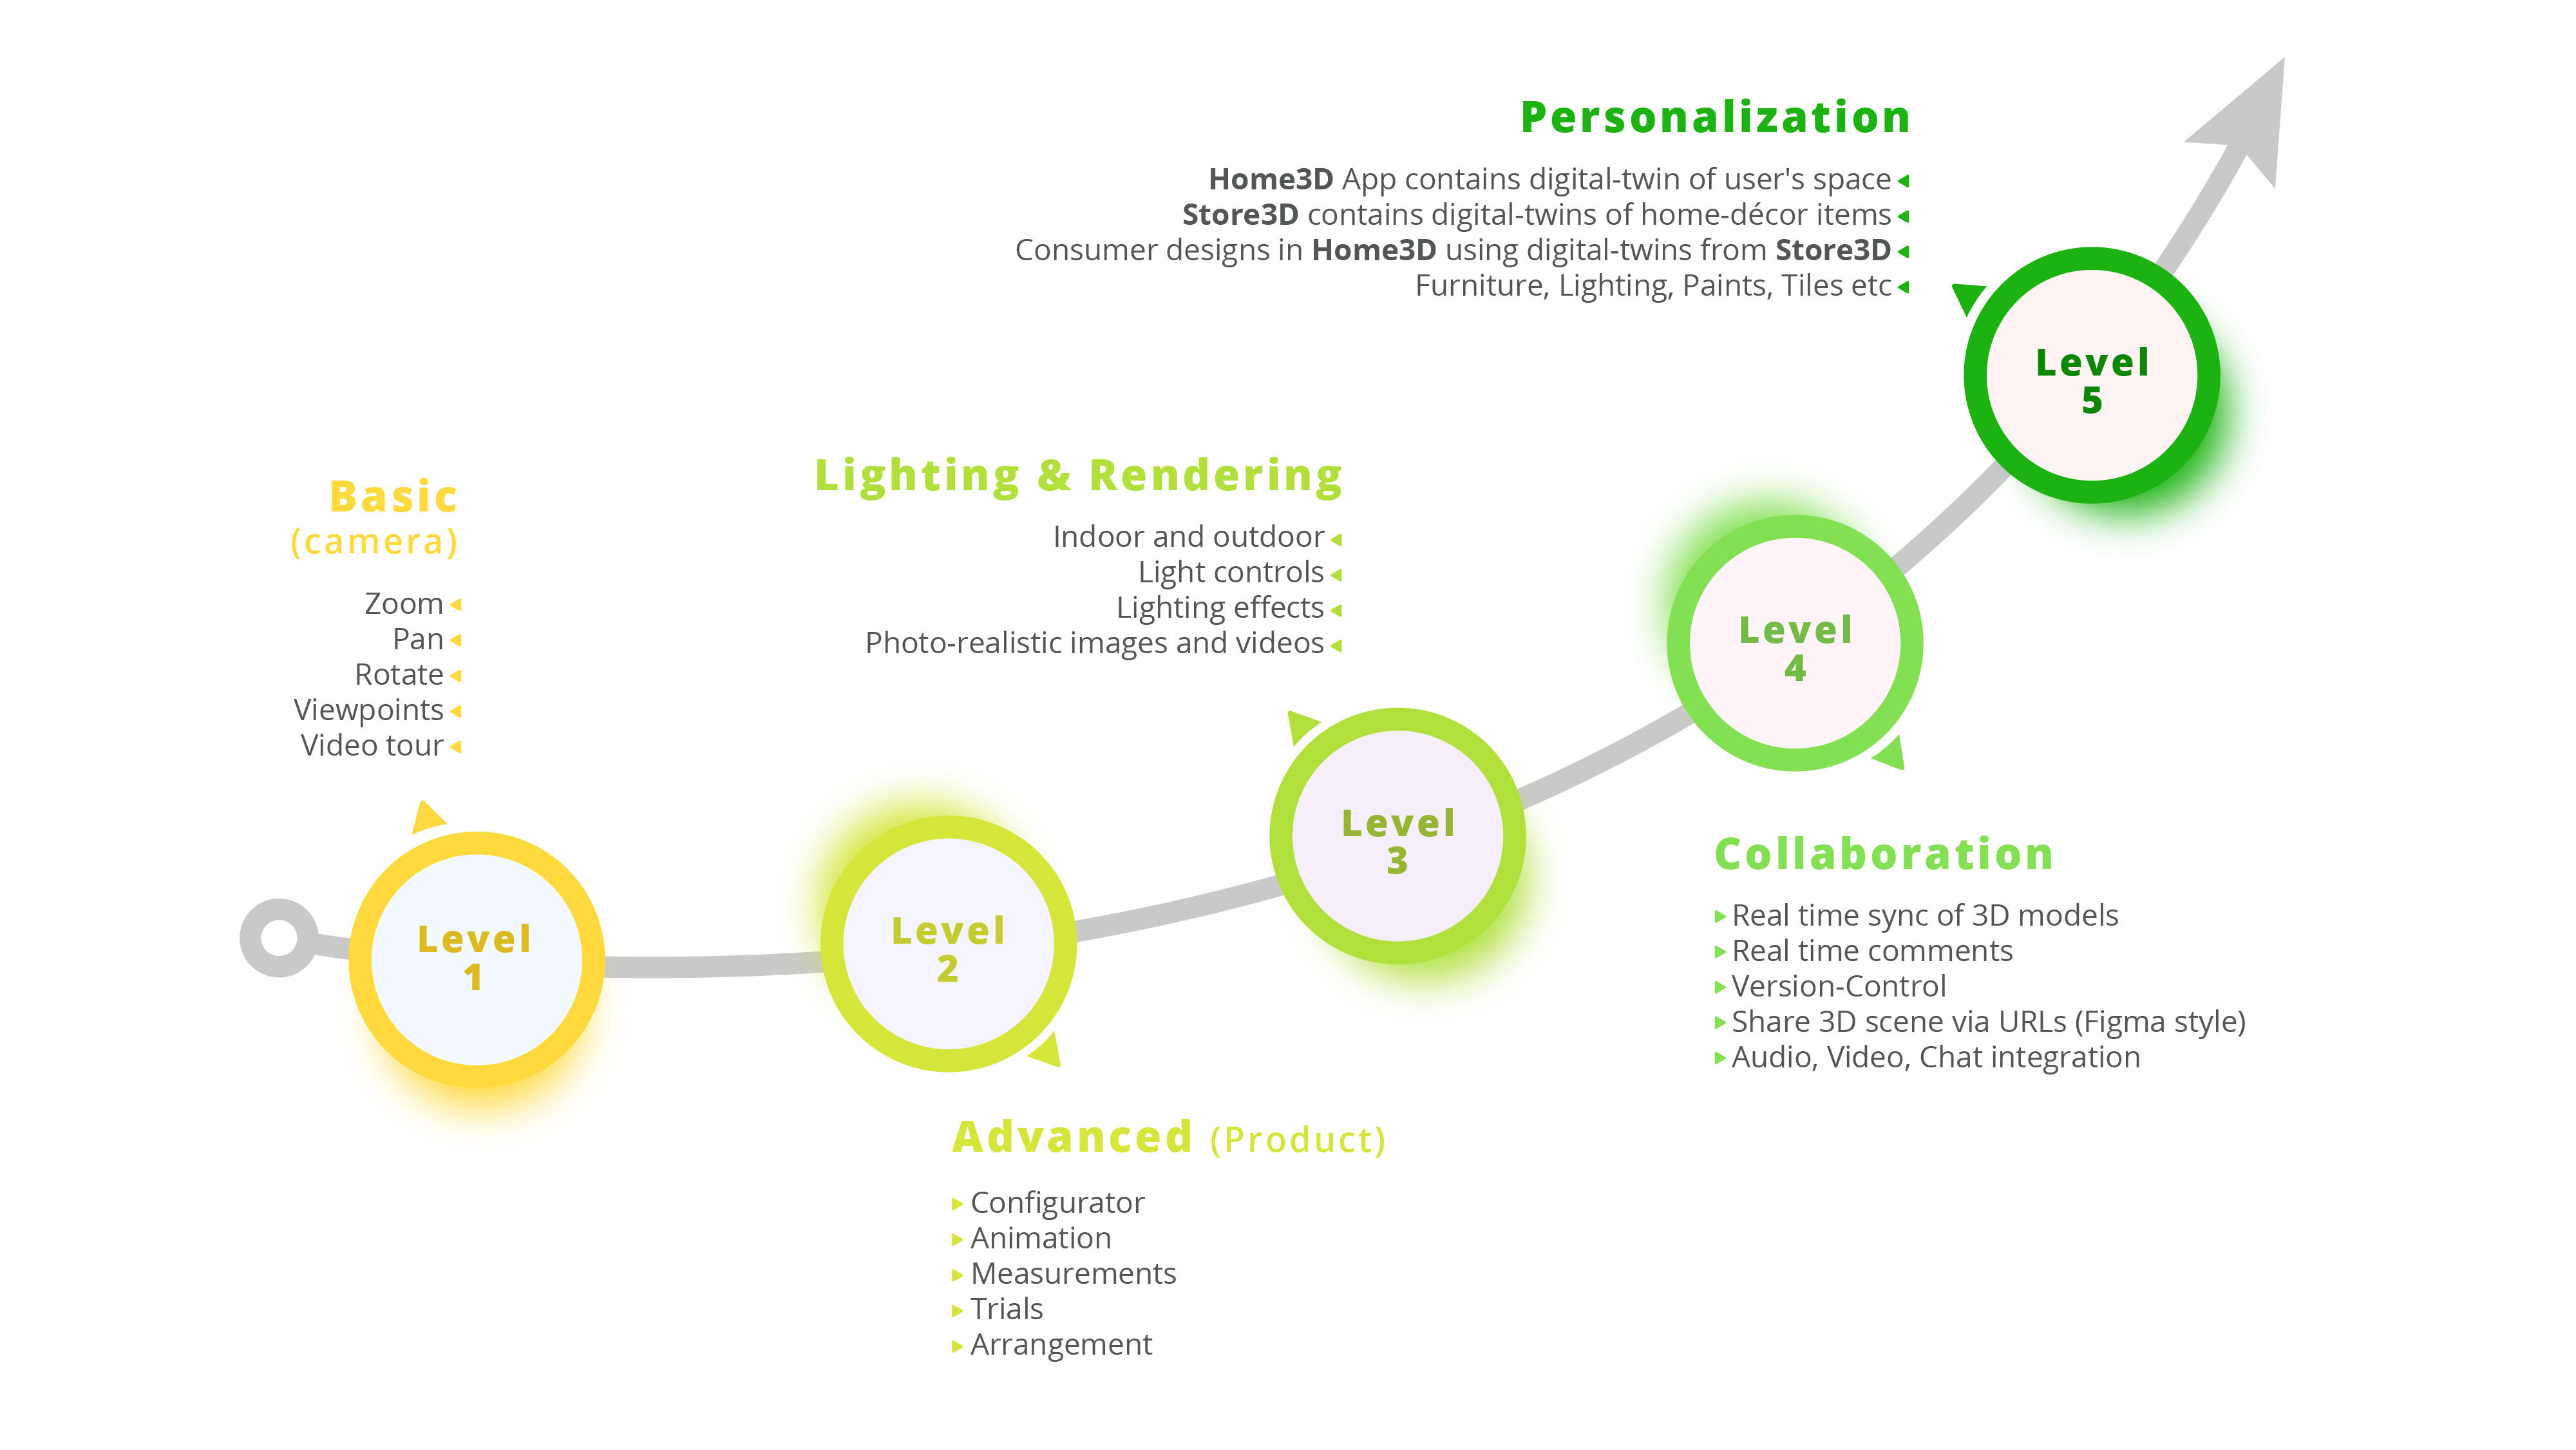 Personalization
Home3D App contains digital-twin of user's space
Store3D contains digital-twins of home-décor items
Consumer designs in Home3D using digital-twins from Store3D
Furniture, Lighting, Paints, Tiles etc
Level
5
Lighting & Rendering
Indoor and outdoor
Light controls
Lighting effects
Photo-realistic images and videos
Basic
(camera)
Zoom
Pan
Rotate
Viewpoints
Video tour
Level
4
Level
3
Level
2
Level
1
Collaboration
Real time sync of 3D models
Real time comments
Version-Control
Share 3D scene via URLs (Figma style)
Audio, Video, Chat integration
Advanced (Product)
Configurator
Animation
Measurements
Trials
Arrangement